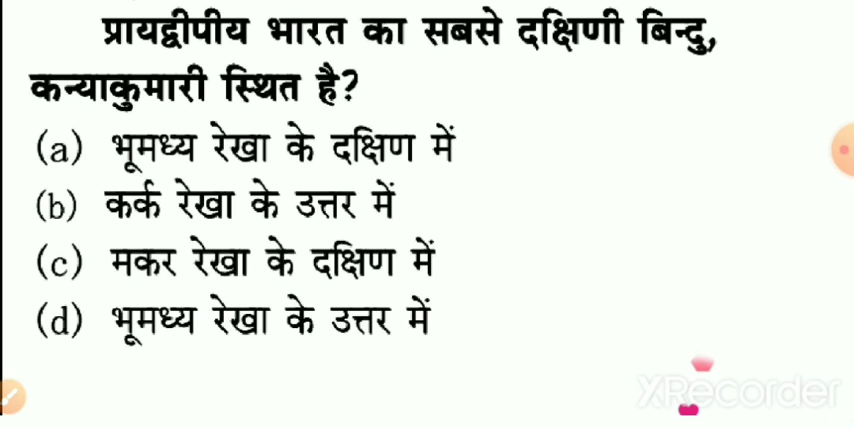 प्रायद्वीपीय भारत का सबसे दक्षिणी बिन्दु,
कन्याकुमारी स्थित है?
(a) भूमध्य रेखा के दक्षिण में
(b) कर्क रेखा के उत्तर में
(c) मकर रेखा के दक्षिण में
(d) भूमध्य रेखा के उत्तर में
XRecorder